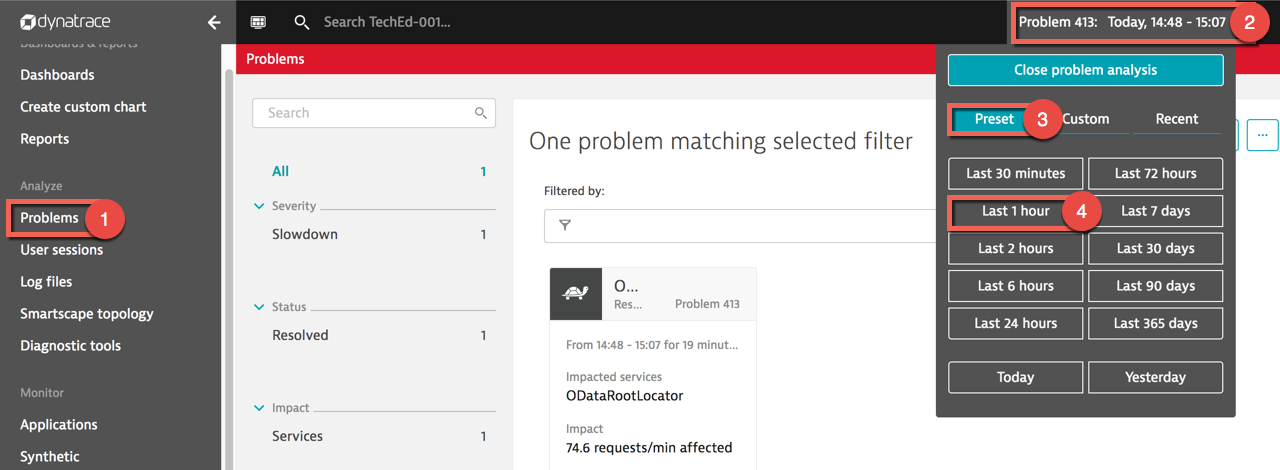 dynatrace
Search TechEd-001...
Problem 413: Today, 14:48 - 15:07
2
Dashboards & reports
Dashboards
Create custom chart
Reports
Analyze
Problems
1
User sessions
Log files
Smartscape topology
Diagnostic tools
Monitor
Applications
Synthetic
Problems
Search
All 1
Severity
Slowdown 1
Status
Resolved 1
Impact
Services 1
One problem matching selected filter
Filtered by:
O...
Res... Problem 413
From 14:48 - 15:07 for 19 minut...
Impacted services
ODataRootLocator
Impact
74.6 requests/min affected
Close problem analysis
Preset 3 Custom Recent
Last 30 minutes Last 72 hours
Last 1 hour 4 Last 7 days
Last 2 hours Last 30 days
Last 6 hours Last 90 days
Last 24 hours Last 365 days
Today Yesterday
...